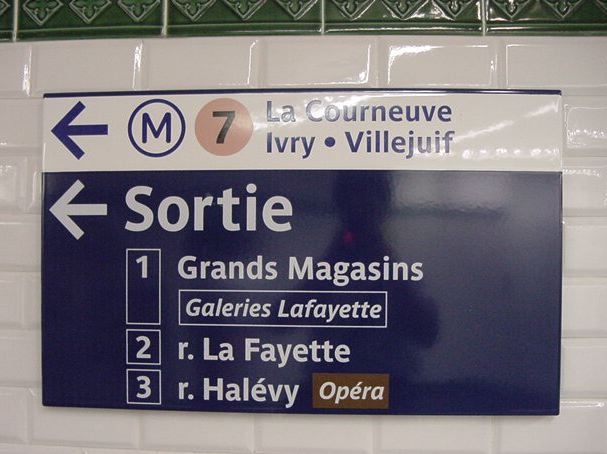 M 7 La Courneuve
Ivry • Villejuif
Sortie
1 Grands Magasins
Galeries Lafayette
2 r. La Fayette
3 r. Halévy Opéra